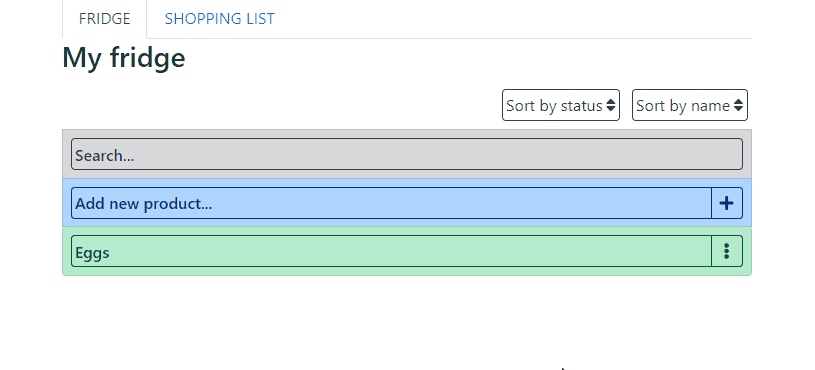 FRIDGE SHOPPING LIST
My fridge
Sort by status Sort by name
Search...
Add new product...
Eggs